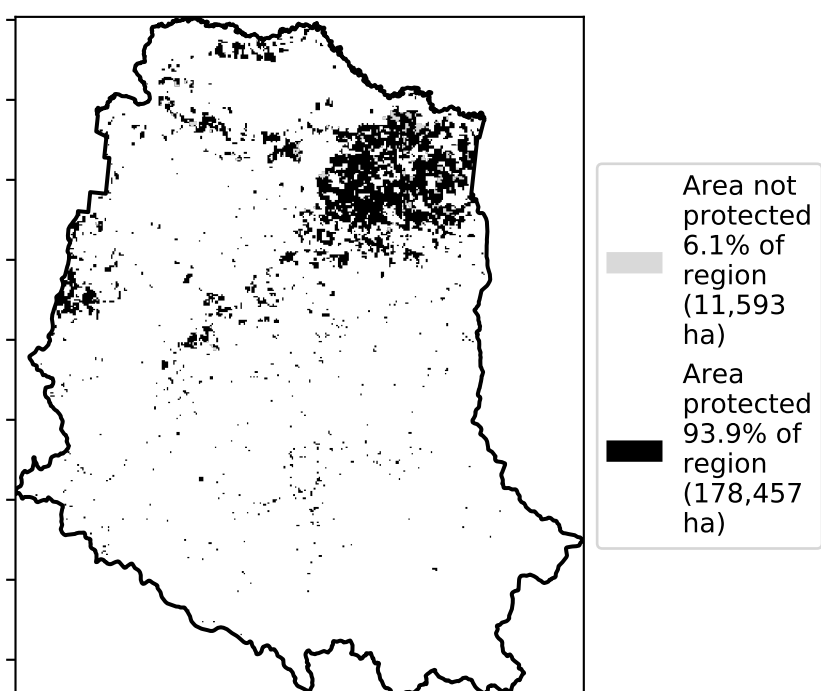 Area not
protected
6.1% of
region
(11,593
ha)
Area
protected
93.9% of
region
(178,457
ha)